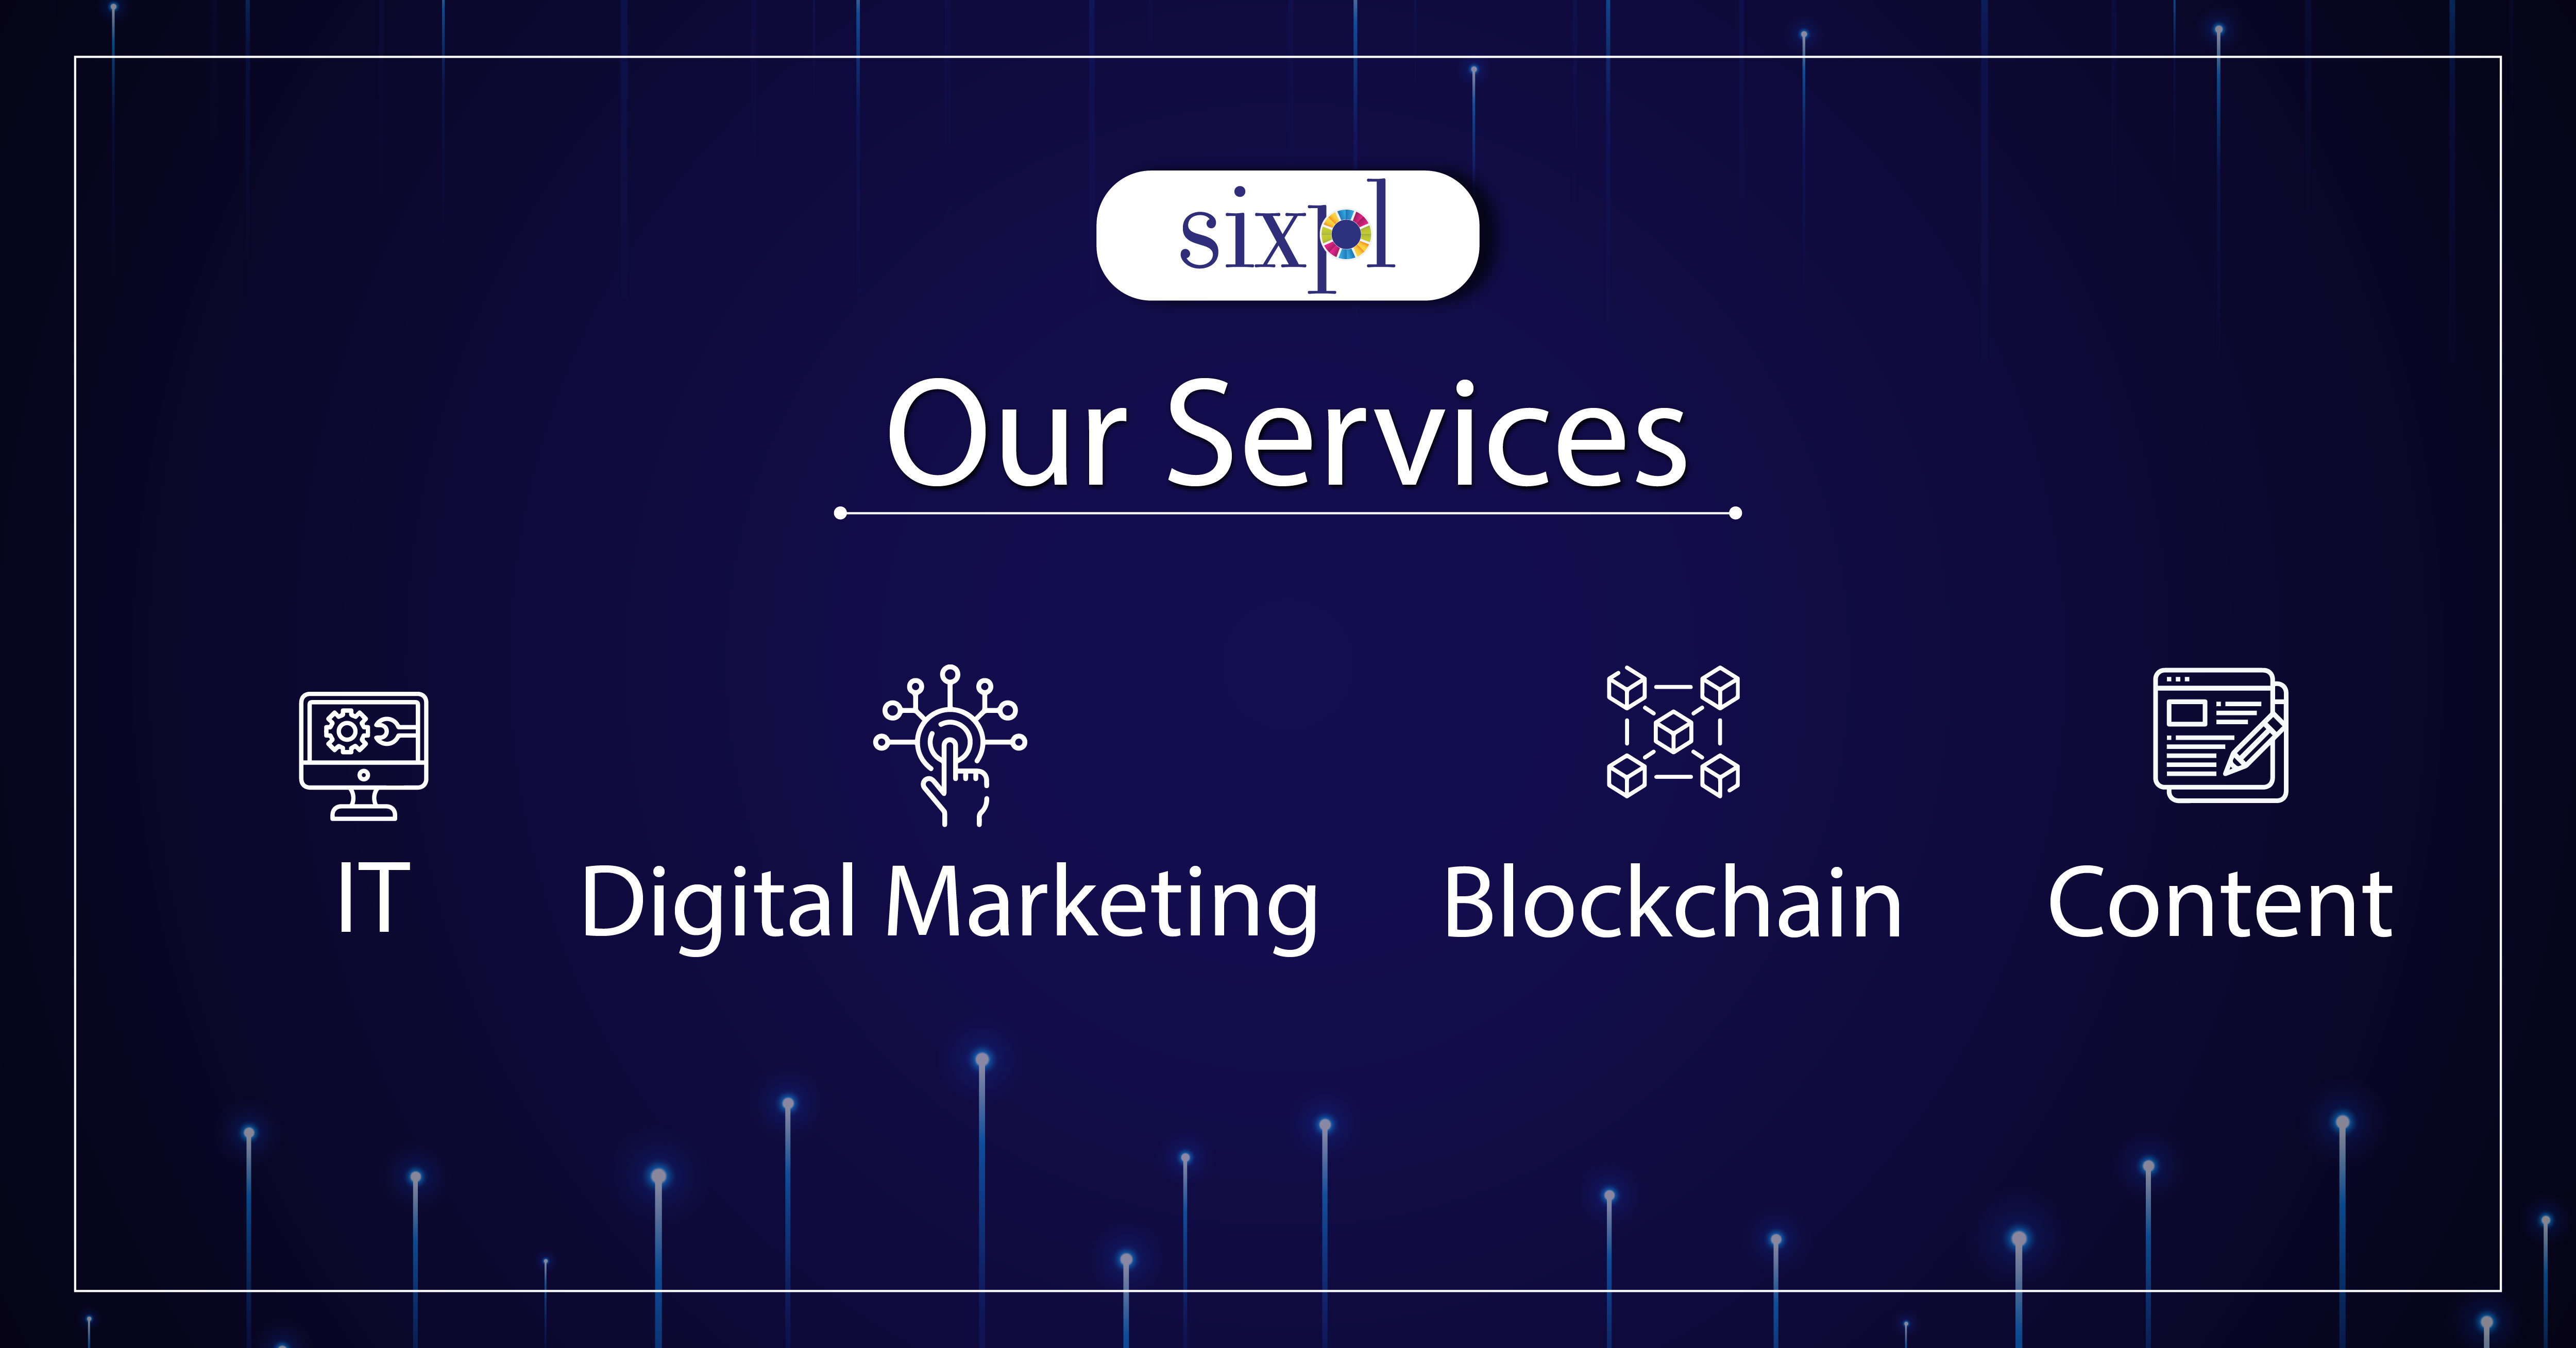 sixpl
Our Services
IT
Digital Marketing
Blockchain
Content